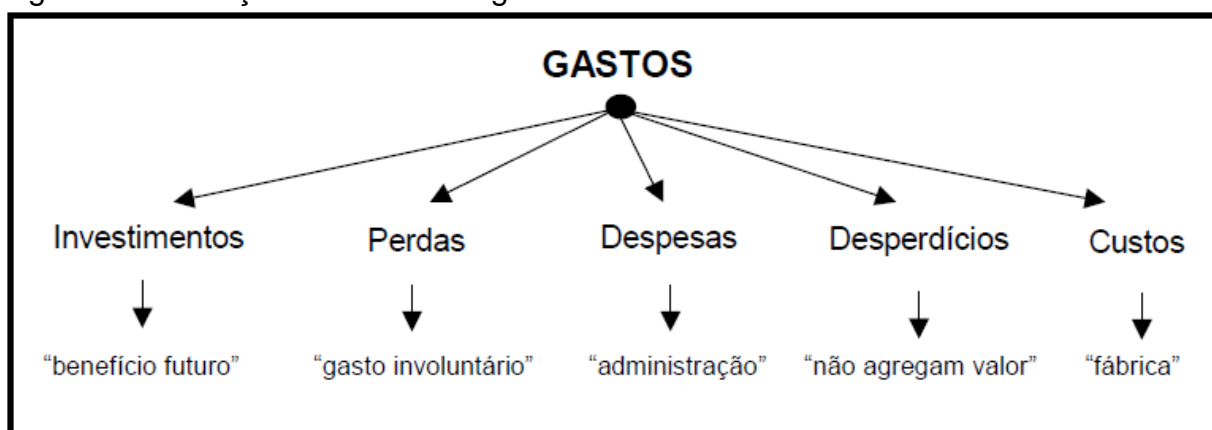 GASTOS
Investimentos Perdas Despesas Desperdícios Custos
“benefício futuro” “gasto involuntário” “administração” “não agregam valor” “fábrica”